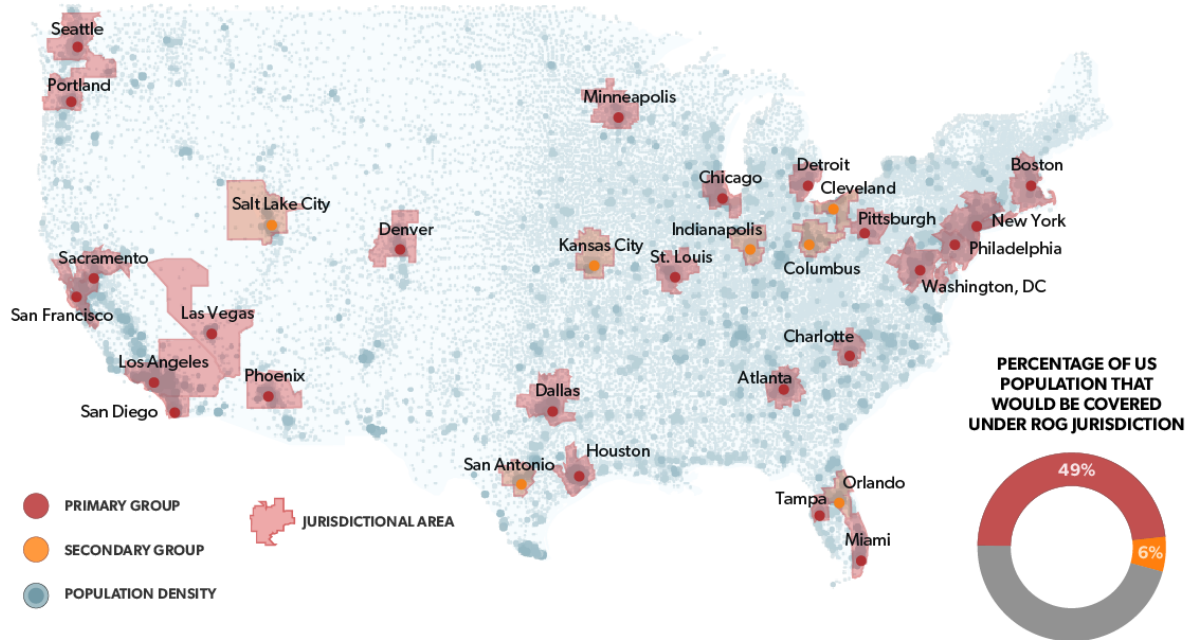 Seattle
Portland
Minneapolis
Detroit
Boston
Chicago
Cleveland
Salt Lake City
Pittsburgh
New York
Denver
Indianapolis
Kansas City
Philadelphia
St. Louis
Sacramento
Columbus
Washington, DC
San Francisco
Las Vegas
Charlotte
Los Angeles
Phoenix
Atlanta
Dallas
San Diego
Houston
San Antonio
Orlando
Tampa
Miami
PERCENTAGE OF US
POPULATION THAT
WOULD BE COVERED
UNDER ROG JURISDICTION
49%
6%
PRIMARY GROUP
SECONDARY GROUP
POPULATION DENSITY
JURISDICTIONAL AREA